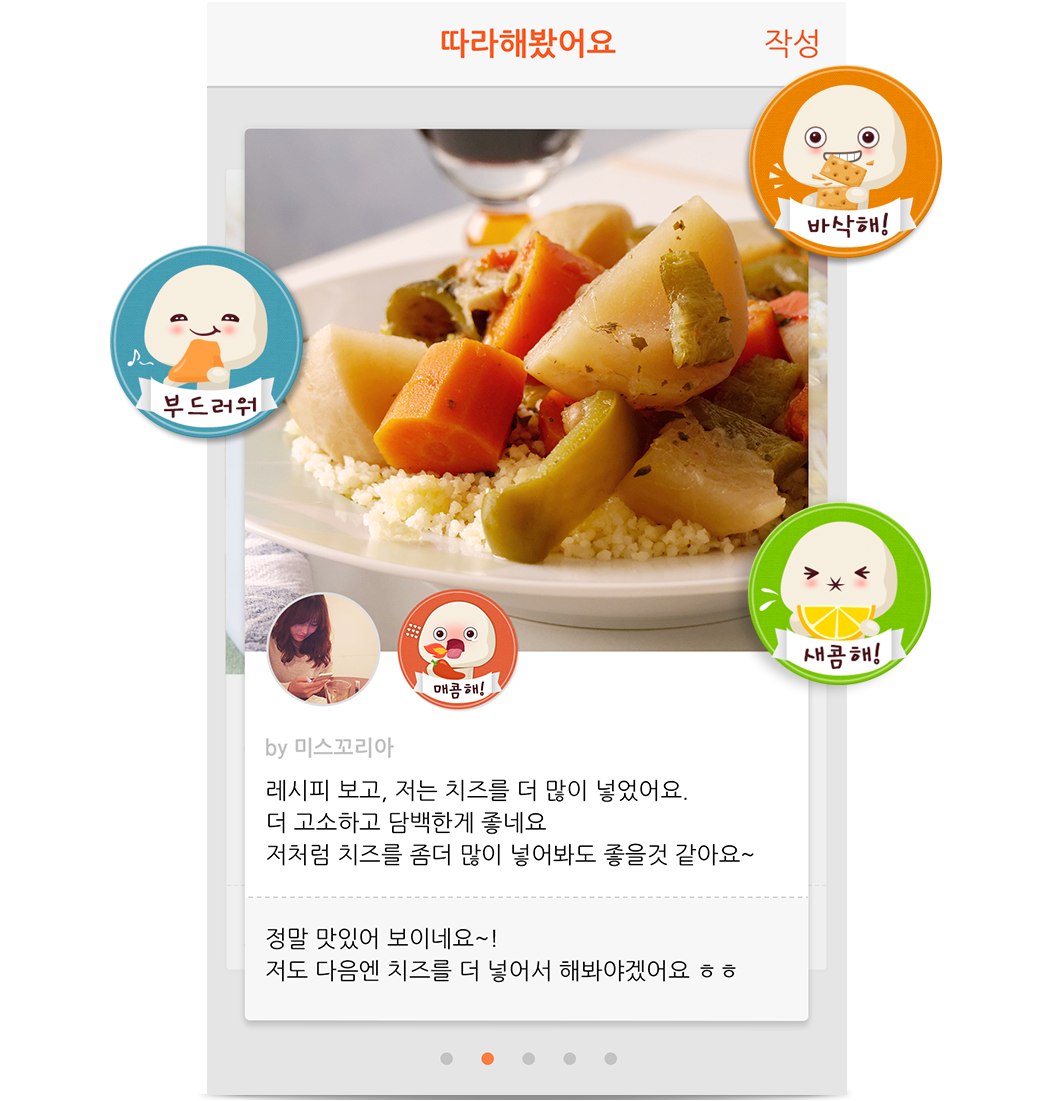 따라해봤어요
작성
바삭해!
부드러워
새콤해!
매콤해!
by 미스꼬리아
레시피 보고, 저는 치즈를 더 많이 넣었어요.
더 고소하고 담백한게 좋네요
저처럼 치즈를 좀더 많이 넣어봐도 좋을것 같아요~
정말 맛있어 보이네요~!
저도 다음엔 치즈를 더 넣어서 해봐야겠어요 ㅎㅎ